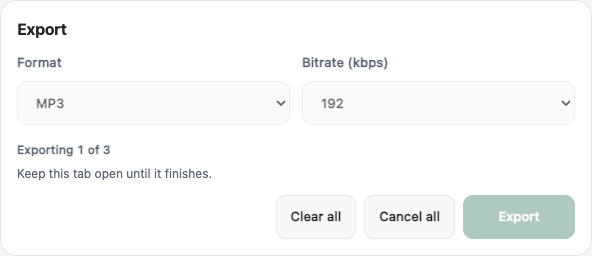 Export
Format
Bitrate (kbps)
MP3
192
Exporting 1 of 3
Keep this tab open until it finishes.
Clear all
Cancel all
Export